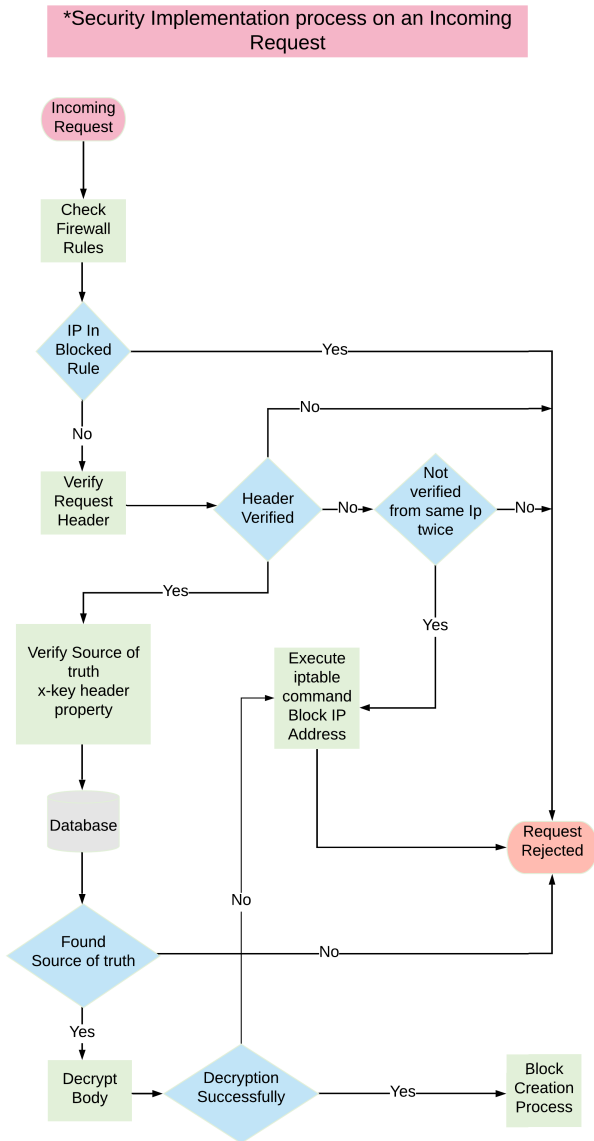 *Security Implementation process on an Incoming
Request
Incoming
Request
Check
Firewall
Rules
IP In
Blocked
Rule
Yes
No
No
Verify
Request
Header
Header
Verified
No
Not
verified
from same Ip
twice
No
Yes
Yes
Verify Source of
truth
x-key header
property
Execute
iptable
command
Block IP
Address
Database
Request
Rejected
No
Found
Source of truth
No
Yes
Decrypt
Body
Decryption
Successfully
Yes
Block
Creation
Process